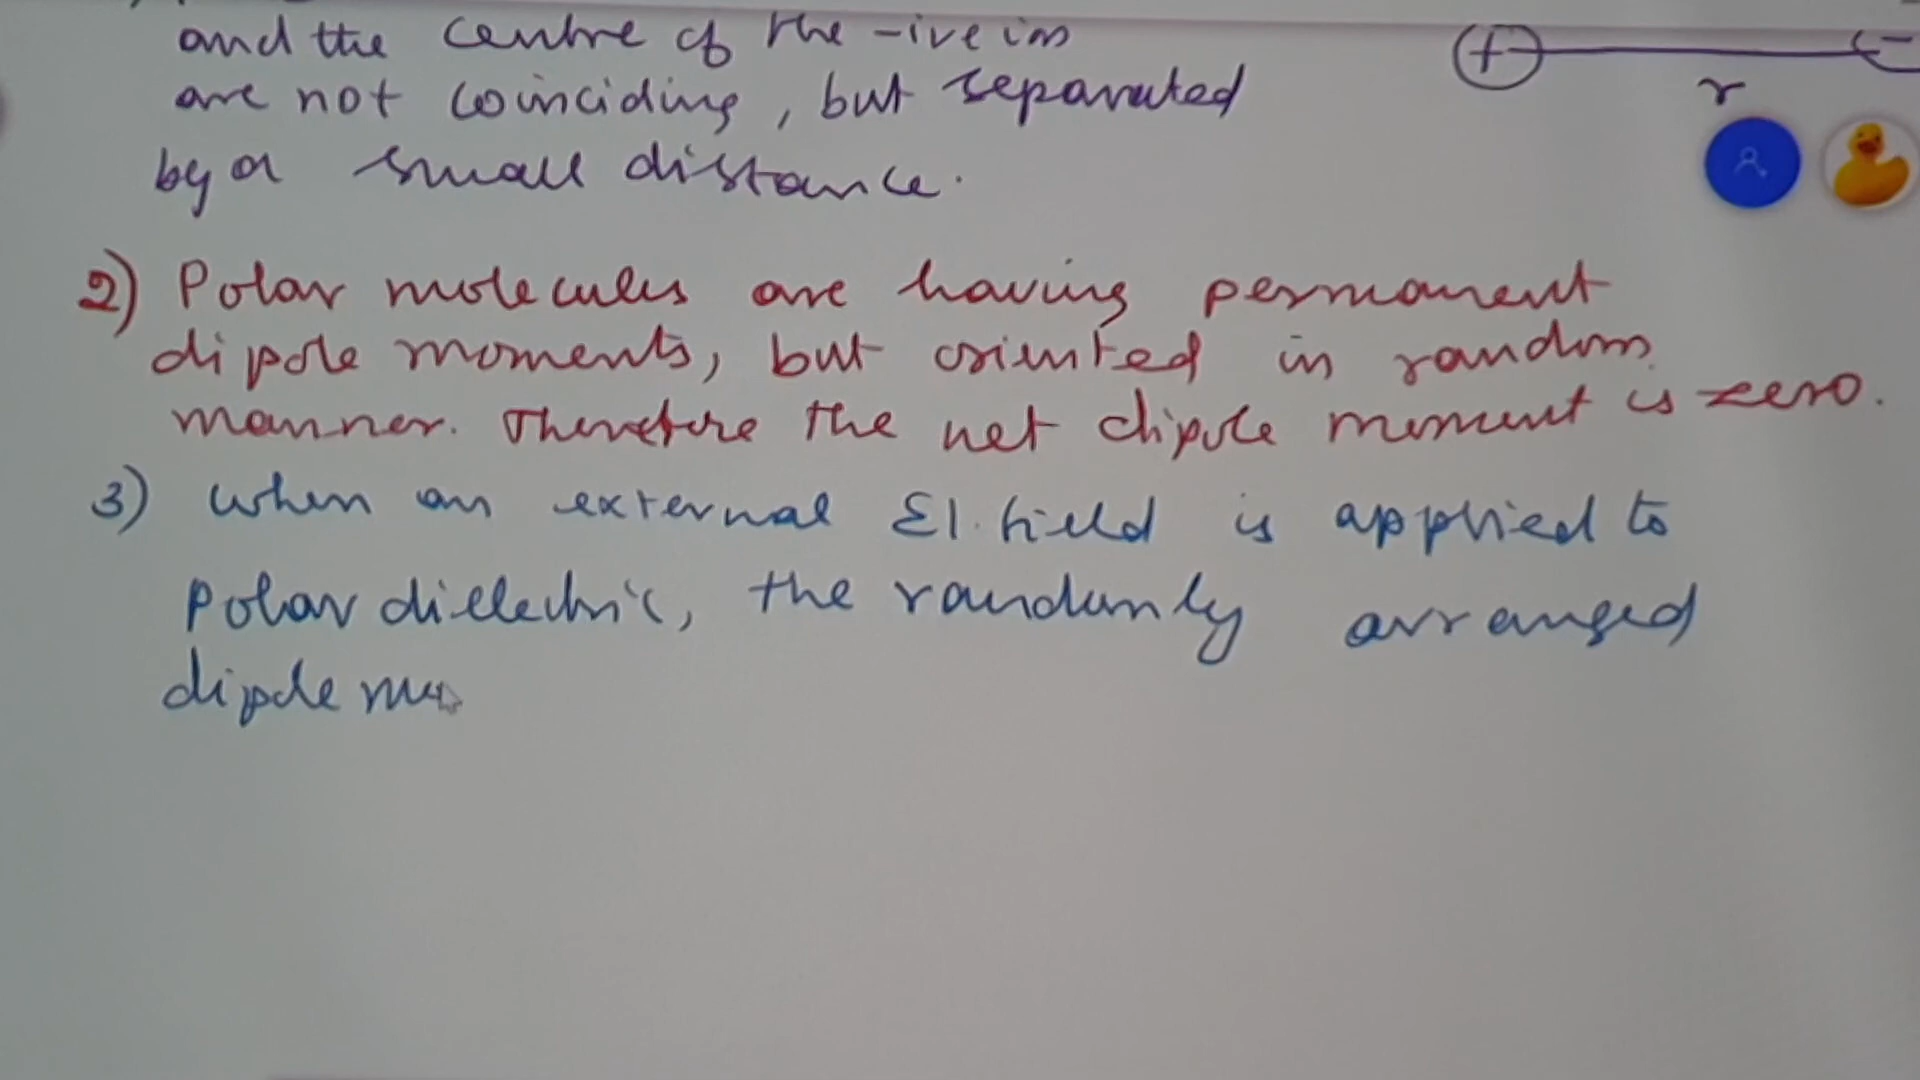 and the centre of the -ive ion
are not coinciding, but separated
by a small distance.
+ -
r
2) Polar molecules are having permanent
dipole moments, but oriented in random
manner. Therefore the net dipole moment is zero.
3) when an external El. field is applied to
polar dielectric, the randomly arranged
dipole mo